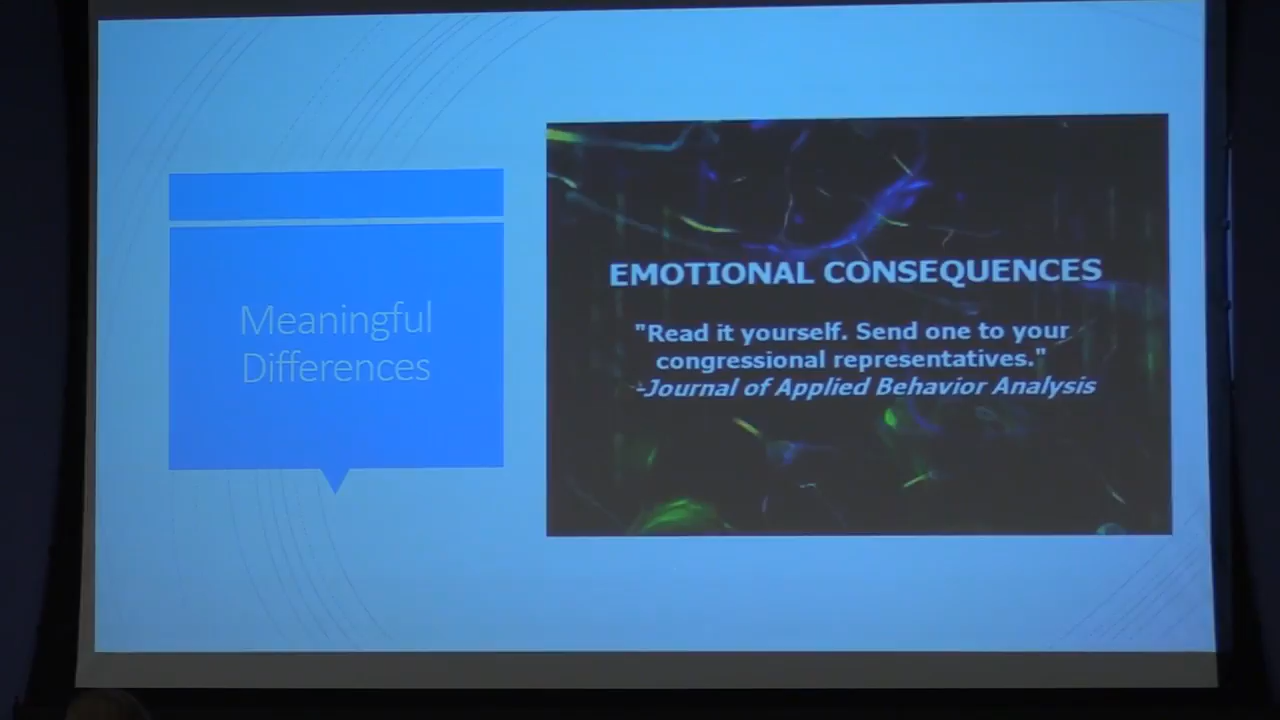 Meaningful
Differences
EMOTIONAL CONSEQUENCES
"Read it yourself. Send one to your
congressional representatives."
-Journal of Applied Behavior Analysis